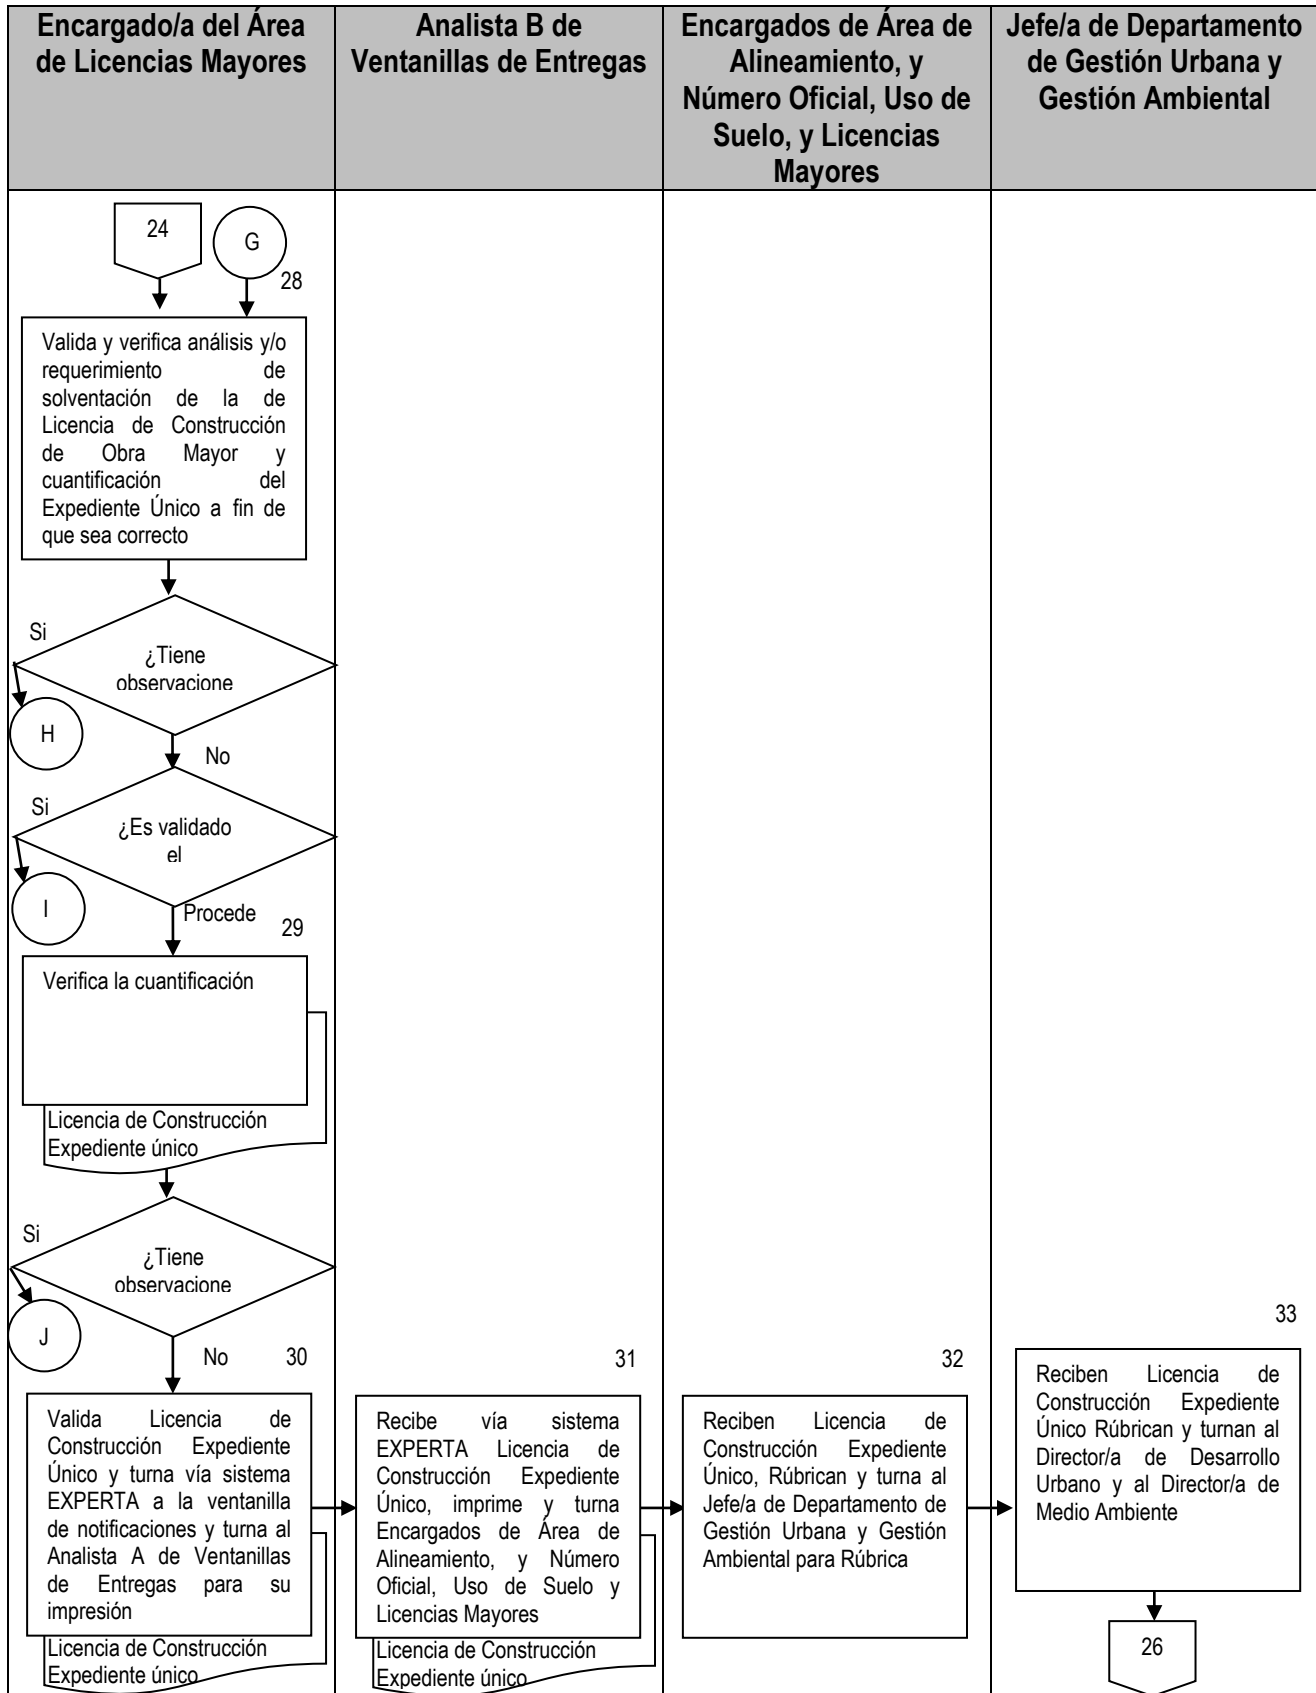 Encargado/a del Área
de Licencias Mayores
Analista B de
Ventanillas de Entregas
Encargados de Área de
Alineamiento, y
Número Oficial, Uso de
Suelo, y Licencias
Mayores
Jefe/a de Departamento
de Gestión Urbana y
Gestión Ambiental
24
G
28
Valida y verifica análisis y/o
requerimiento de
solventación de la de
Licencia de Construcción
de Obra Mayor y
cuantificación del
Expediente Único a fin de
que sea correcto
Si
¿Tiene
observacione
H
No
Si
¿Es validado
el
I
Procede
29
Verifica la cuantificación
Licencia de Construcción
Expediente único
Si
¿Tiene
observacione
J
No
30
Valida Licencia de
Construcción Expediente
Único y turna vía sistema
EXPERTA a la ventanilla
de notificaciones y turna al
Analista A de Ventanillas
de Entregas para su
impresión
Licencia de Construcción
Expediente único
31
Recibe vía sistema
EXPERTA Licencia de
Construcción Expediente
Único, imprime y turna
Encargados de Área de
Alineamiento, y Número
Oficial, Uso de Suelo y
Licencias Mayores
Licencia de Construcción
Expediente único
32
Reciben Licencia de
Construcción Expediente
Único, Rúbrican y turna al
Jefe/a de Departamento de
Gestión Urbana y Gestión
Ambiental para Rúbrica
33
Reciben Licencia de
Construcción Expediente
Único Rúbrican y turnan al
Director/a de Desarrollo
Urbano y al Director/a de
Medio Ambiente
26